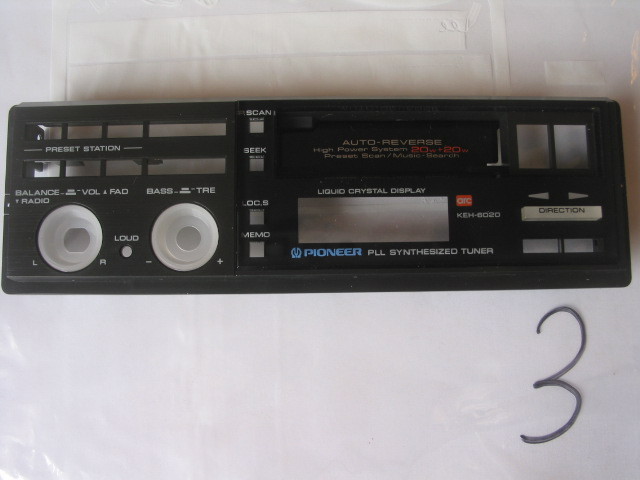 SCAN
SEEK
LOC.S
MEMO
PRESET STATION
BALANCE VOL ▲ FAD
▼ RADIO
BASS TRE
L R
LOUD
- +
AUTO-REVERSE
High Power System 20W+20W
Preset Scan/Music-Search
LIQUID CRYSTAL DISPLAY
ARC
KEH-6020
DIRECTION
PIONEER PLL SYNTHESIZED TUNER
3